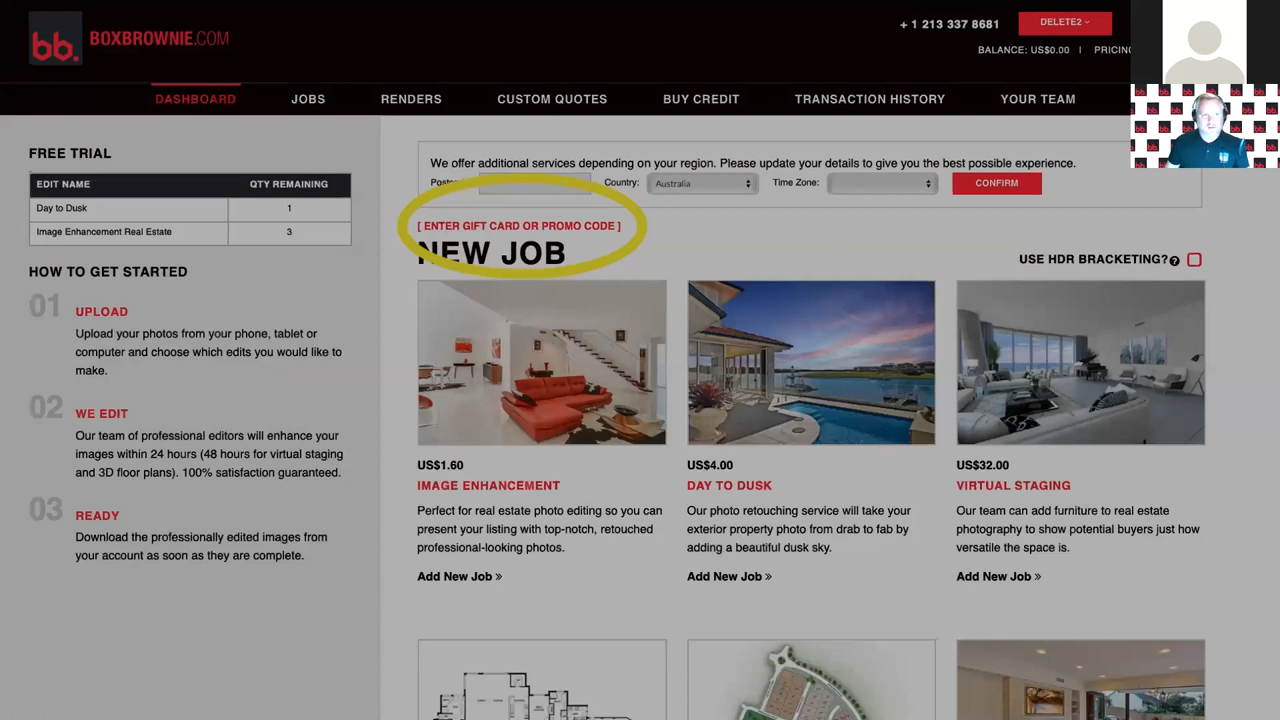 bb. BOXBROWNIE.COM
+ 1 213 337 8681
DELETE2
BALANCE: US$0.00 | PRICING
DASHBOARD JOBS RENDERS CUSTOM QUOTES BUY CREDIT TRANSACTION HISTORY YOUR TEAM
FREE TRIAL
EDIT NAME QTY REMAINING
Day to Dusk 1
Image Enhancement Real Estate 3
HOW TO GET STARTED
01 UPLOAD
Upload your photos from your phone, tablet or
computer and choose which edits you would like to
make.
02 WE EDIT
Our team of professional editors will enhance your
images within 24 hours (48 hours for virtual staging
and 3D floor plans). 100% satisfaction guaranteed.
03 READY
Download the professionally edited images from
your account as soon as they are complete.
We offer additional services depending on your region. Please update your details to give you the best possible experience.
Country: Australia Time Zone: CONFIRM
[ ENTER GIFT CARD OR PROMO CODE ]
NEW JOB
USE HDR BRACKETING?
US$1.60
IMAGE ENHANCEMENT
Perfect for real estate photo editing so you can
present your listing with top-notch, retouched
professional-looking photos.
Add New Job »
US$4.00
DAY TO DUSK
Our photo retouching service will take your
exterior property photo from drab to fab by
adding a beautiful dusk sky.
Add New Job »
US$32.00
VIRTUAL STAGING
Our team can add furniture to real estate
photography to show potential buyers just how
versatile the space is.
Add New Job »